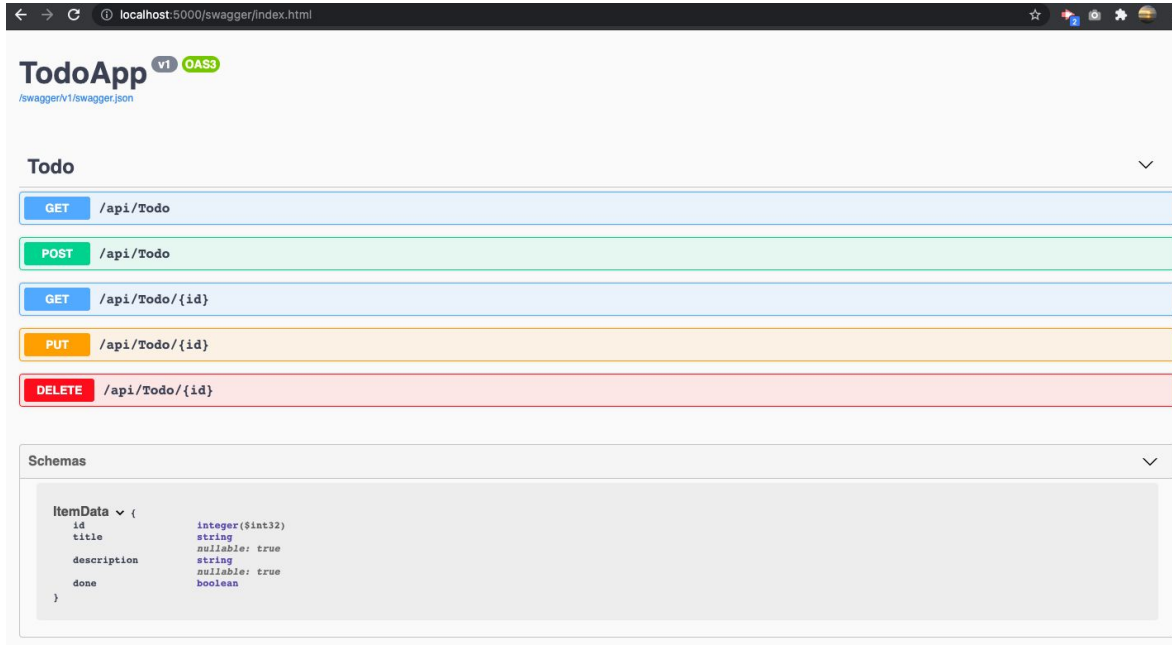 localhost:5000/swagger/index.html
2
TodoApp v1 OAS3
/swagger/v1/swagger.json
Todo
GET /api/Todo
POST /api/Todo
GET /api/Todo/{id}
PUT /api/Todo/{id}
DELETE /api/Todo/{id}
Schemas
ItemData {
id integer($int32)
title string
nullable: true
description string
nullable: true
done boolean
}